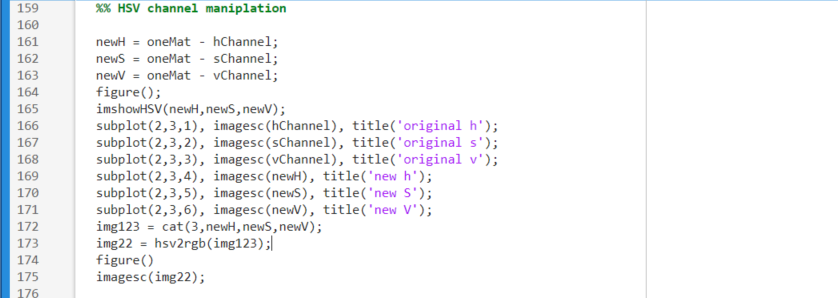 159 %% HSV channel maniplation
160
161 newH = oneMat - hChannel;
162 newS = oneMat - sChannel;
163 newV = oneMat - vChannel;
164 figure();
165 imshowHSV(newH,newS,newV);
166 subplot(2,3,1), imagesc(hChannel), title('original h');
167 subplot(2,3,2), imagesc(sChannel), title('original s');
168 subplot(2,3,3), imagesc(vChannel), title('original v');
169 subplot(2,3,4), imagesc(newH), title('new h');
170 subplot(2,3,5), imagesc(newS), title('new S');
171 subplot(2,3,6), imagesc(newV), title('new V');
172 img123 = cat(3,newH,newS,newV);
173 img22 = hsv2rgb(img123);
174 figure()
175 imagesc(img22);
176